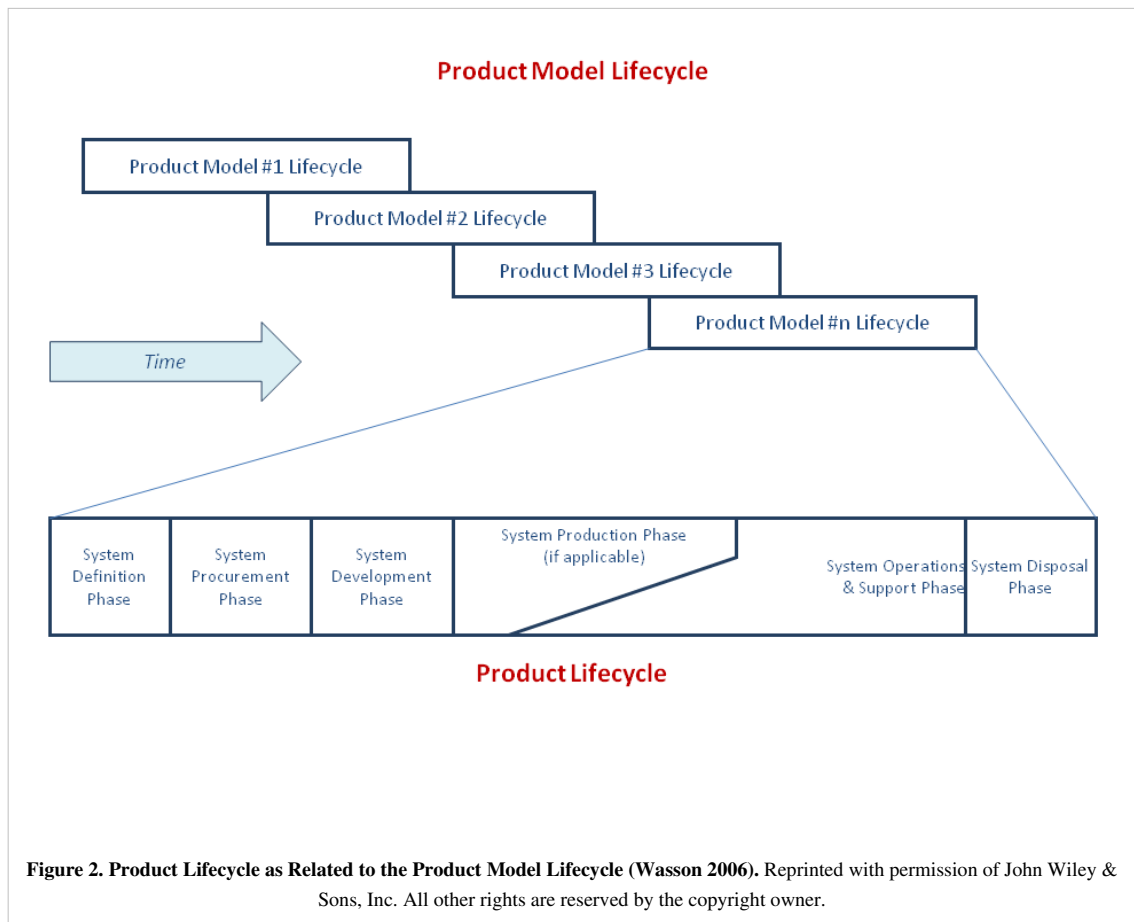 Product Model Lifecycle
Product Model #1 Lifecycle
Product Model #2 Lifecycle
Product Model #3 Lifecycle
Product Model #n Lifecycle
Time
System
Definition
Phase
System
Procurement
Phase
System
Development
Phase
System Production Phase
(if applicable)
System Operations
& Support Phase
System Disposal
Phase
Product Lifecycle
Figure 2. Product Lifecycle as Related to the Product Model Lifecycle (Wasson 2006). Reprinted with permission of John Wiley &
Sons, Inc. All other rights are reserved by the copyright owner.